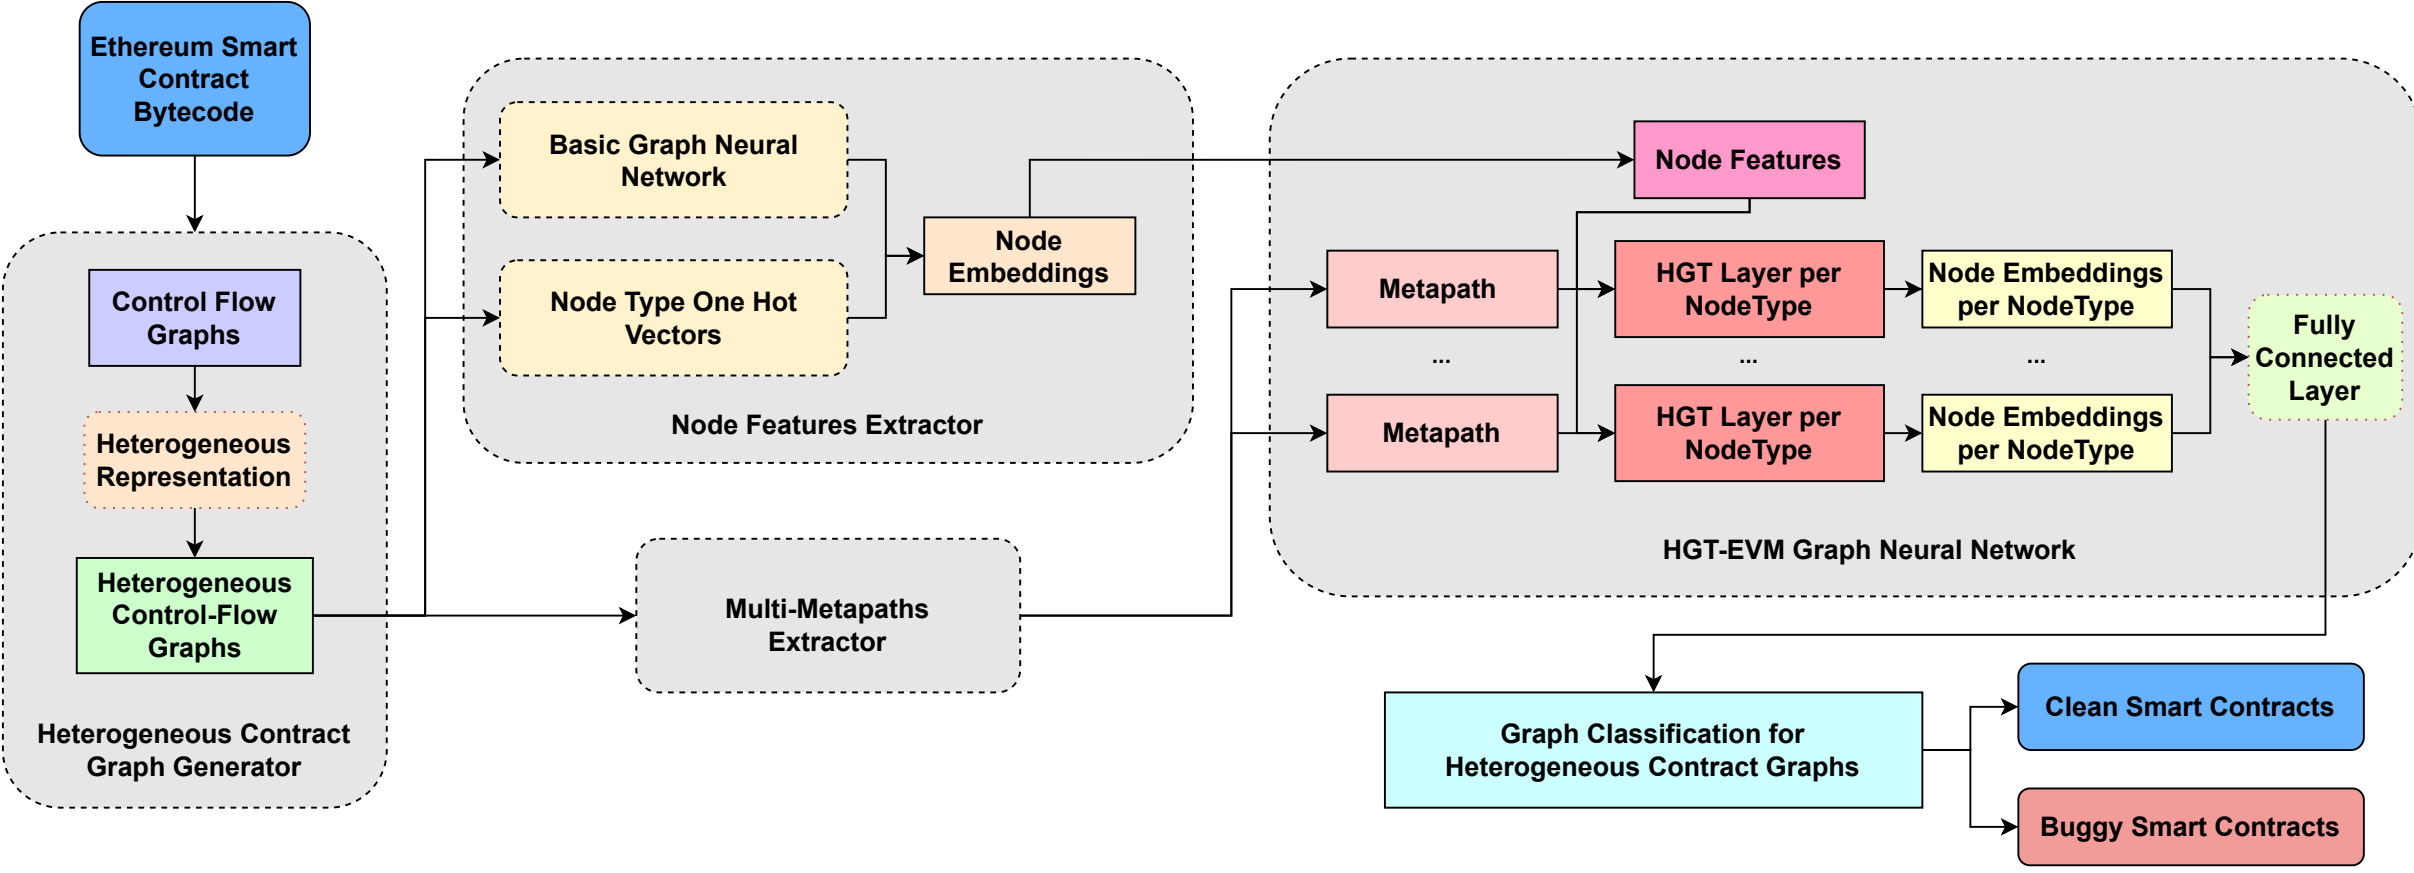 Ethereum Smart
Contract
Bytecode
Control Flow
Graphs
Heterogeneous
Representation
Heterogeneous
Control-Flow
Graphs
Heterogeneous Contract
Graph Generator
Basic Graph Neural
Network
Node Type One Hot
Vectors
Node
Embeddings
Node Features Extractor
Multi-Metapaths
Extractor
Node Features
Metapath
HGT Layer per
NodeType
Node Embeddings
per NodeType
...
...
...
Metapath
HGT Layer per
NodeType
Node Embeddings
per NodeType
Fully
Connected
Layer
HGT-EVM Graph Neural Network
Graph Classification for
Heterogeneous Contract Graphs
Clean Smart Contracts
Buggy Smart Contracts